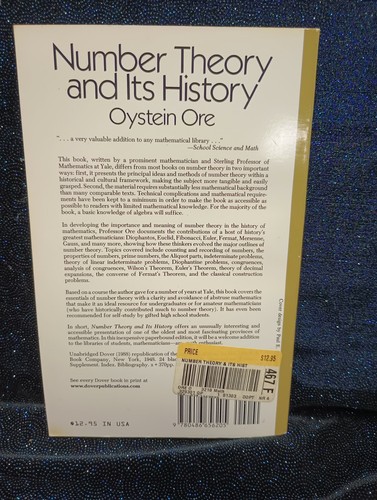 Number Theory
and Its History
Oystein Ore
". . . a very valuable addition to any mathematical library . . ."
—School Science and Math
This book, written by a prominent mathematician and Sterling Professor of
Mathematics at Yale, differs from most books on number theory in two important
ways: first, it presents the principal ideas and methods of number theory within a
historical and cultural framework, making the subject more tangible and easily
grasped. Second, the material requires substantially less mathematical background
than many comparable texts. Technical complications and mathematical require-
ments have been kept to a minimum in order to make the book as accessible as
possible to readers with limited mathematical knowledge. For the majority of the
book, a basic knowledge of algebra will suffice.
In developing the importance and meaning of number theory in the history of
mathematics, Professor Ore documents the contributions of a host of history's
greatest mathematicians: Diophantos, Euclid, Fibonacci, Euler, Fermat, Mersenne,
Gauss, and many more, showing how these thinkers evolved the major outlines of
number theory. Topics covered include counting and recording of numbers, the
properties of numbers, prime numbers, the Aliquot parts, indeterminate problems,
theory of linear indeterminate problems, Diophantine problems, congruences,
analysis of congruences, Wilson's Theorem, Euler's Theorem, theory of decimal
expansions, the converse of Fermat's Theorem, and the classical construction
problems.
Based on a course the author gave for a number of years at Yale, this book covers the
essentials of number theory with a clarity and avoidance of abstruse mathematics
that make it an ideal resource for undergraduates or for amateur mathematicians
(who have historically contributed much to number theory). It has even been
recommended for self-study by gifted high school students.
In short, Number Theory and Its History offers an unusually interesting and
accessible presentation of one of the oldest and most fascinating provinces of
mathematics. In this inexpensive paperbound edition, it will be a welcome addition
to the libraries of students, mathematicians—any math enthusiast.
Unabridged Dover (1988) republication of the
Book Company, New York, 1948. 24 bl
Supplement Index. Bibliography. x + 370pp.
See every Dover book in print at
www.doverpublications.com
$12.95 IN USA
PRICE
$12.95
NUMBER THEORY & ITS HIST
467 F
9 780486 656205
Cover design by Paul E.